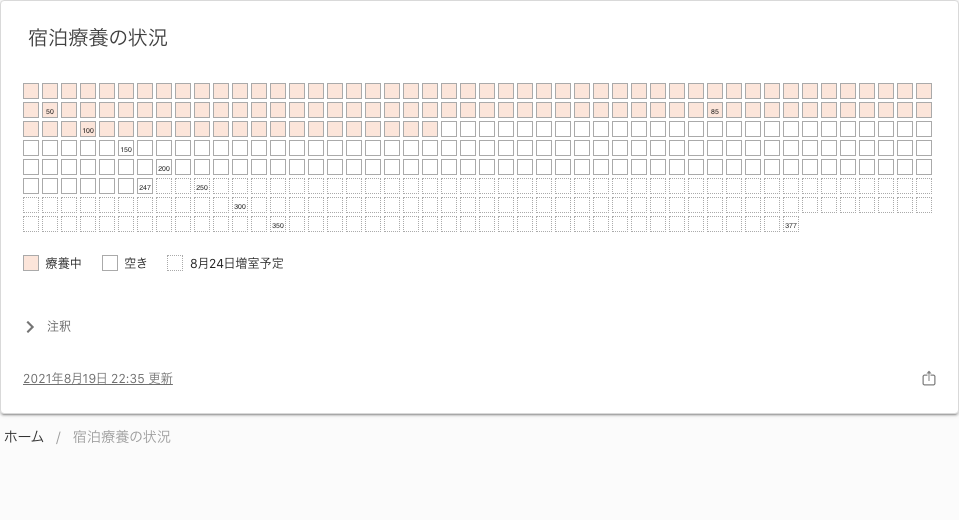 宿泊療養の状況
50 85
100
150
200
247 250
300
350 377
療養中 空き 8月24日増室予定
注釈
2021年8月19日 22:35 更新
ホーム / 宿泊療養の状況